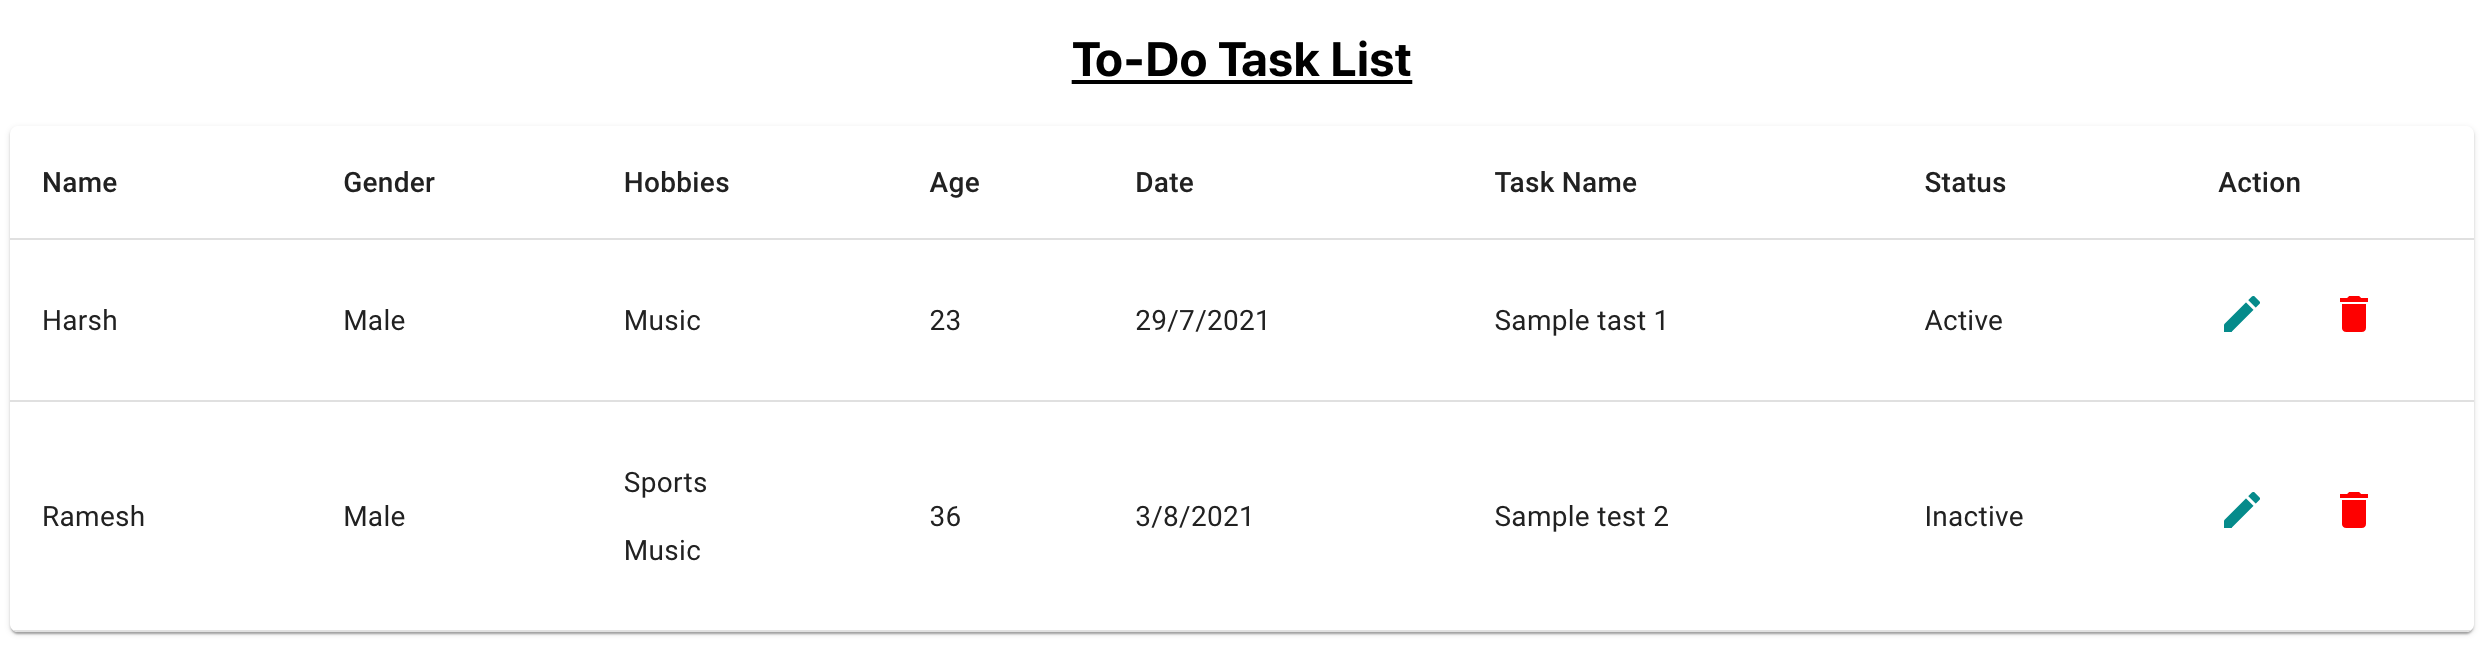 To-Do Task List
Name Gender Hobbies Age Date Task Name Status Action
Harsh Male Music 23 29/7/2021 Sample tast 1 Active
Ramesh Male Sports Music 36 3/8/2021 Sample test 2 Inactive